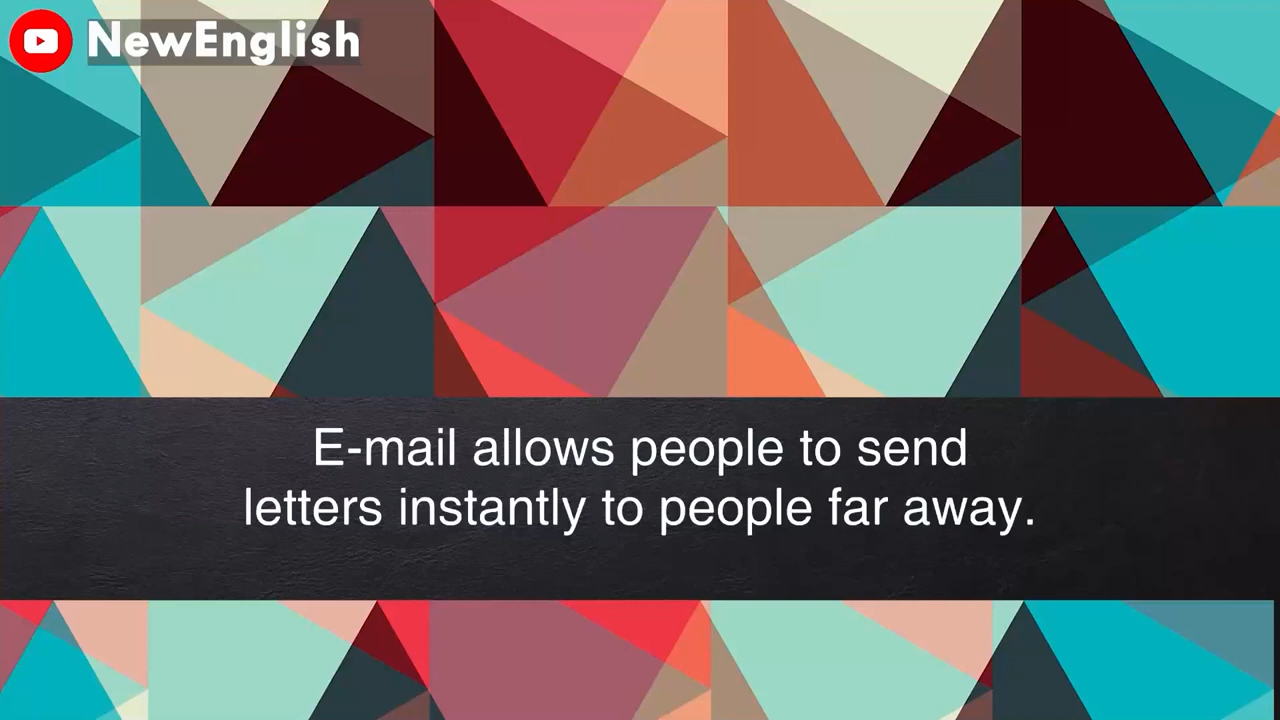 NewEnglish
E-mail allows people to send
letters instantly to people far away.